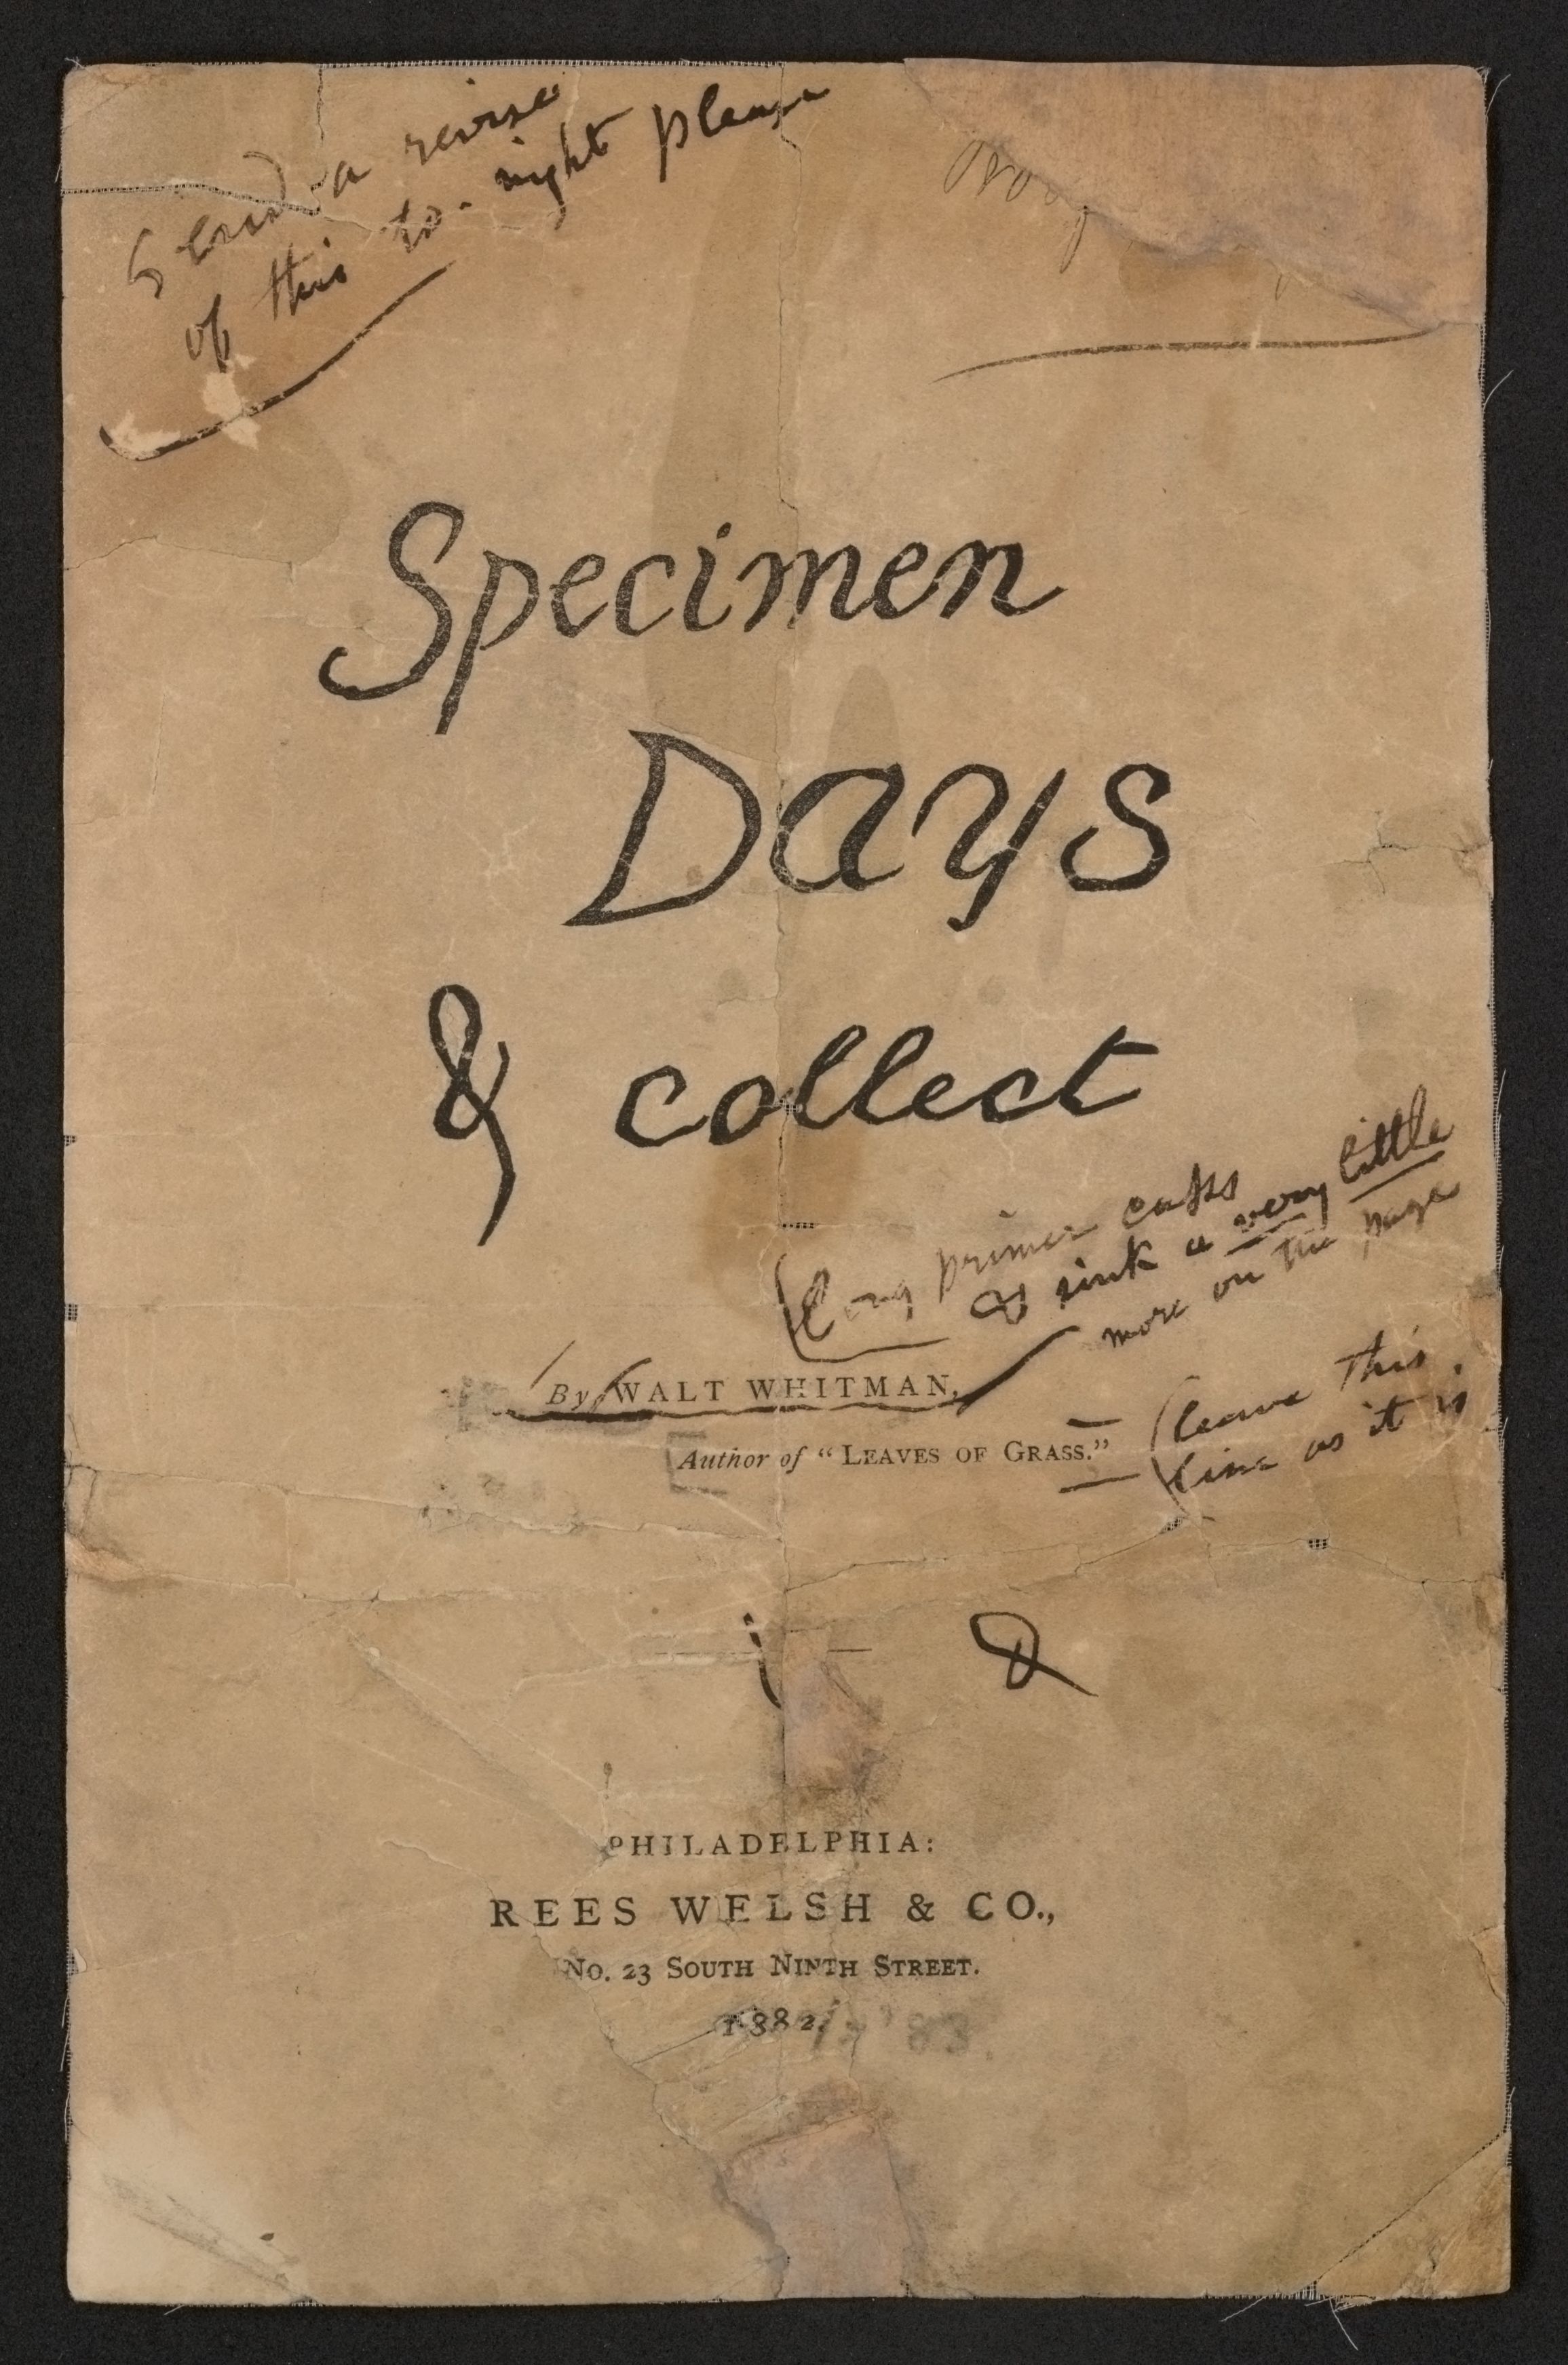 Send a revise
of this to-night please
Specimen
Days
& collect
long primer caps
& sink a very little
more on the page
By WALT WHITMAN,
Author of "LEAVES OF GRASS."
leave this
line as it is
&
PHILADELPHIA:
REES WELSH & CO.,
No. 23 SOUTH NINTH STREET.
1882. '83.